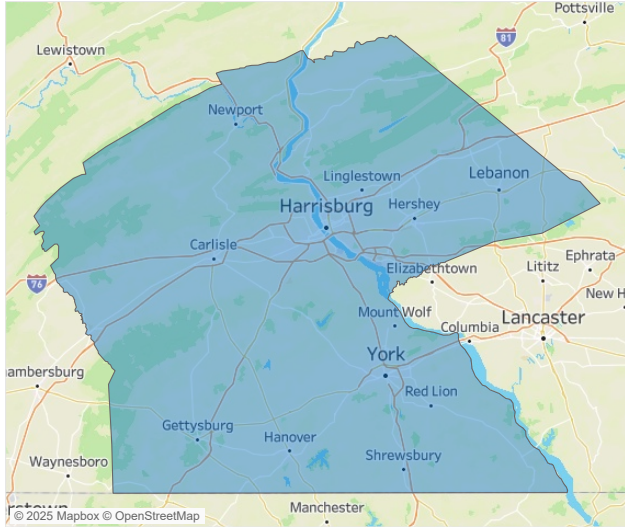 Pottsville
81
Lewistown
Newport
Linglestown
Lebanon
Harrisburg
Hershey
Carlisle
Ephrata
Elizabethtown
Lititz
76
New H
Mount Wolf
Lancaster
Columbia
York
ambersburg
Red Lion
Gettysburg
Hanover
Shrewsbury
Waynesboro
Manchester
rstown
© 2025 Mapbox © OpenStreetMap